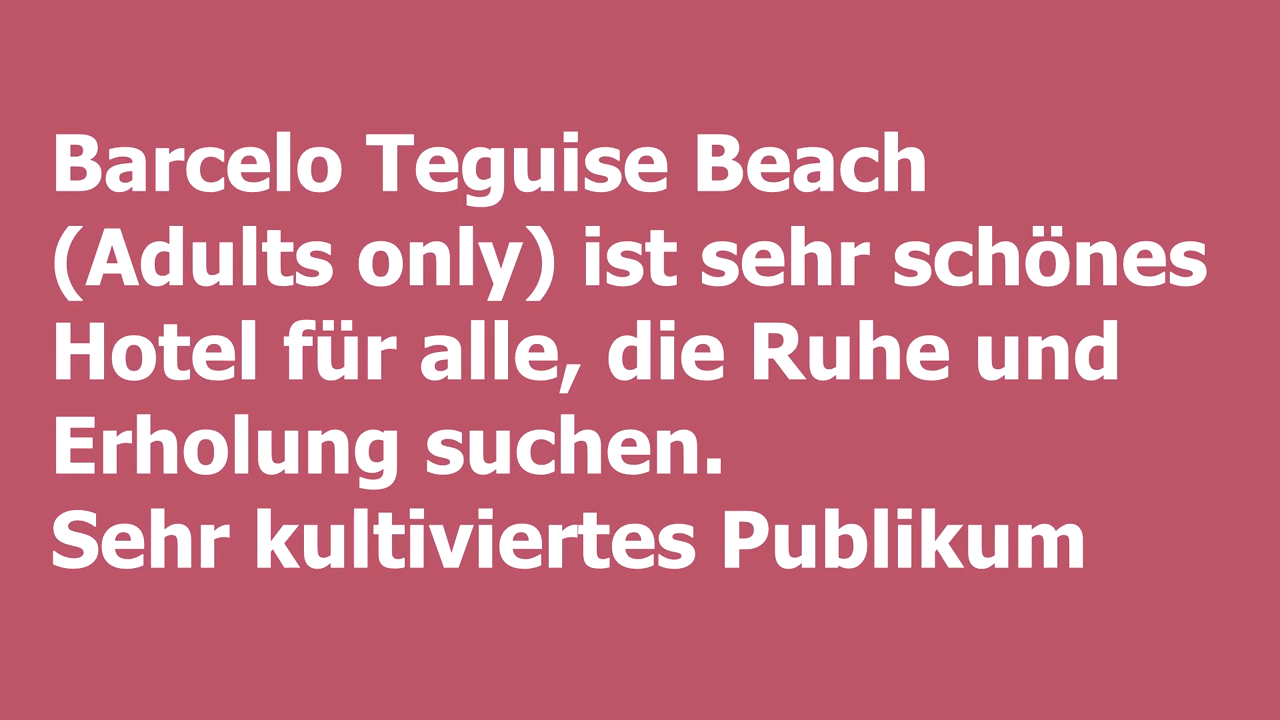 Barcelo Teguise Beach
(Adults only) ist sehr schönes
Hotel für alle, die Ruhe und
Erholung suchen.
Sehr kultiviertes Publikum